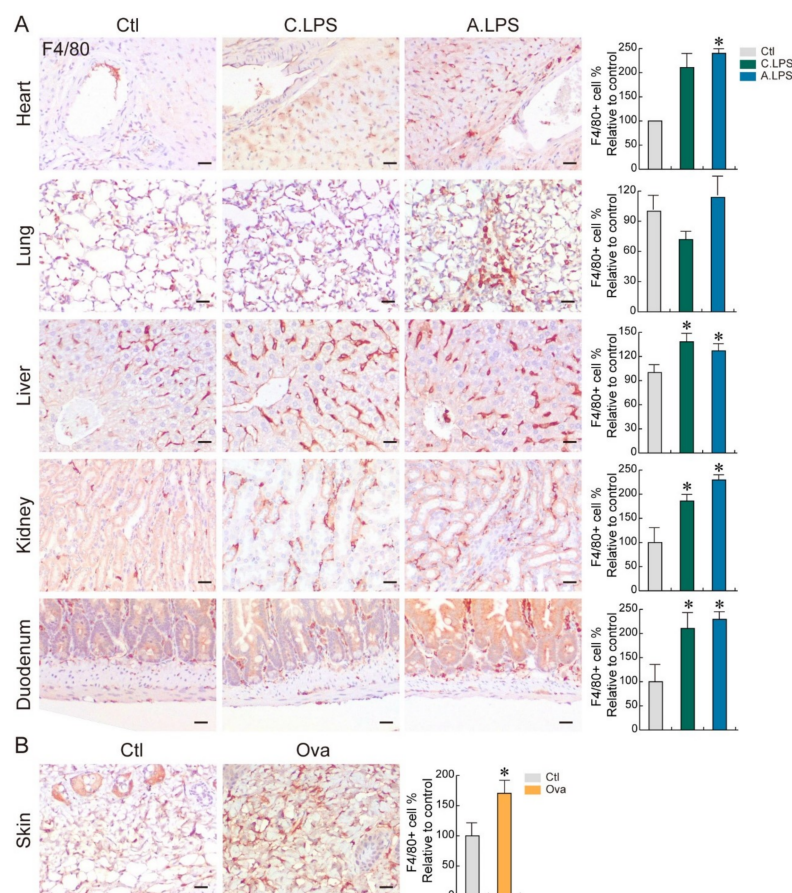 A
Ctl
C.LPS
A.LPS
F4/80
Heart
F4/80+ cell %
Relative to control
250
200
150
100
50
0
*
Ctl
C.LPS
A.LPS
Lung
F4/80+ cell %
Relative to control
120
90
60
30
0
Liver
F4/80+ cell %
Relative to control
150
120
90
60
30
0
*
*
Kidney
F4/80+ cell %
Relative to control
250
200
150
100
50
0
*
*
Duodenum
F4/80+ cell %
Relative to control
250
200
150
100
50
0
*
*
B
Ctl
Ova
Skin
F4/80+ cell %
Relative to control
200
150
100
50
*
Ctl
Ova